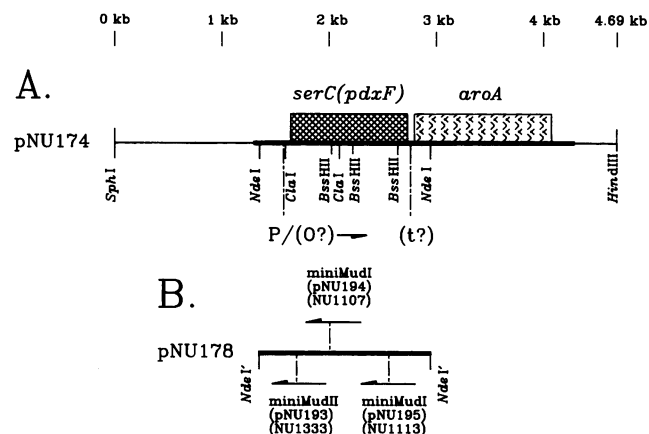 0 kb 1 kb 2 kb 3 kb 4 kb 4.69 kb
A.
serC(pdxF) aroA
pNU174
SphI NdeI ClaI BssHII ClaI BssHII BssHII NdeI HindIII
P/(O?) (t?)
B.
miniMudI
(pNU194)
(NU1107)
pNU178
NdeI' NdeI'
miniMudII miniMudI
(pNU193) (pNU195)
(NU1333) (NU1113)